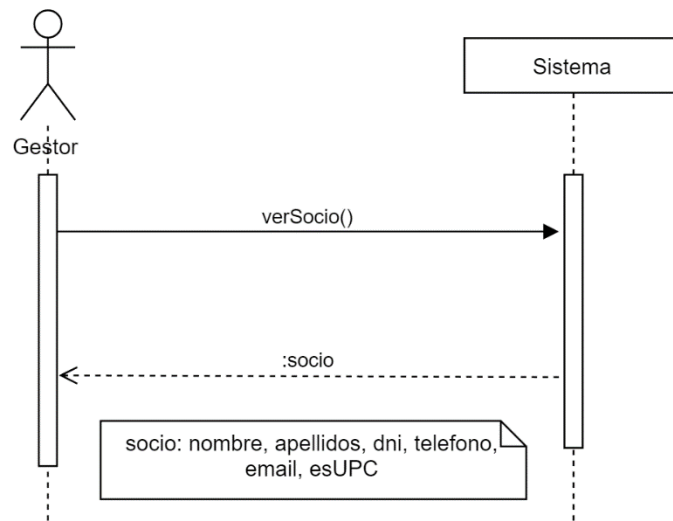 Sistema
Gestor
verSocio()
:socio
socio: nombre, apellidos, dni, telefono,
email, esUPC